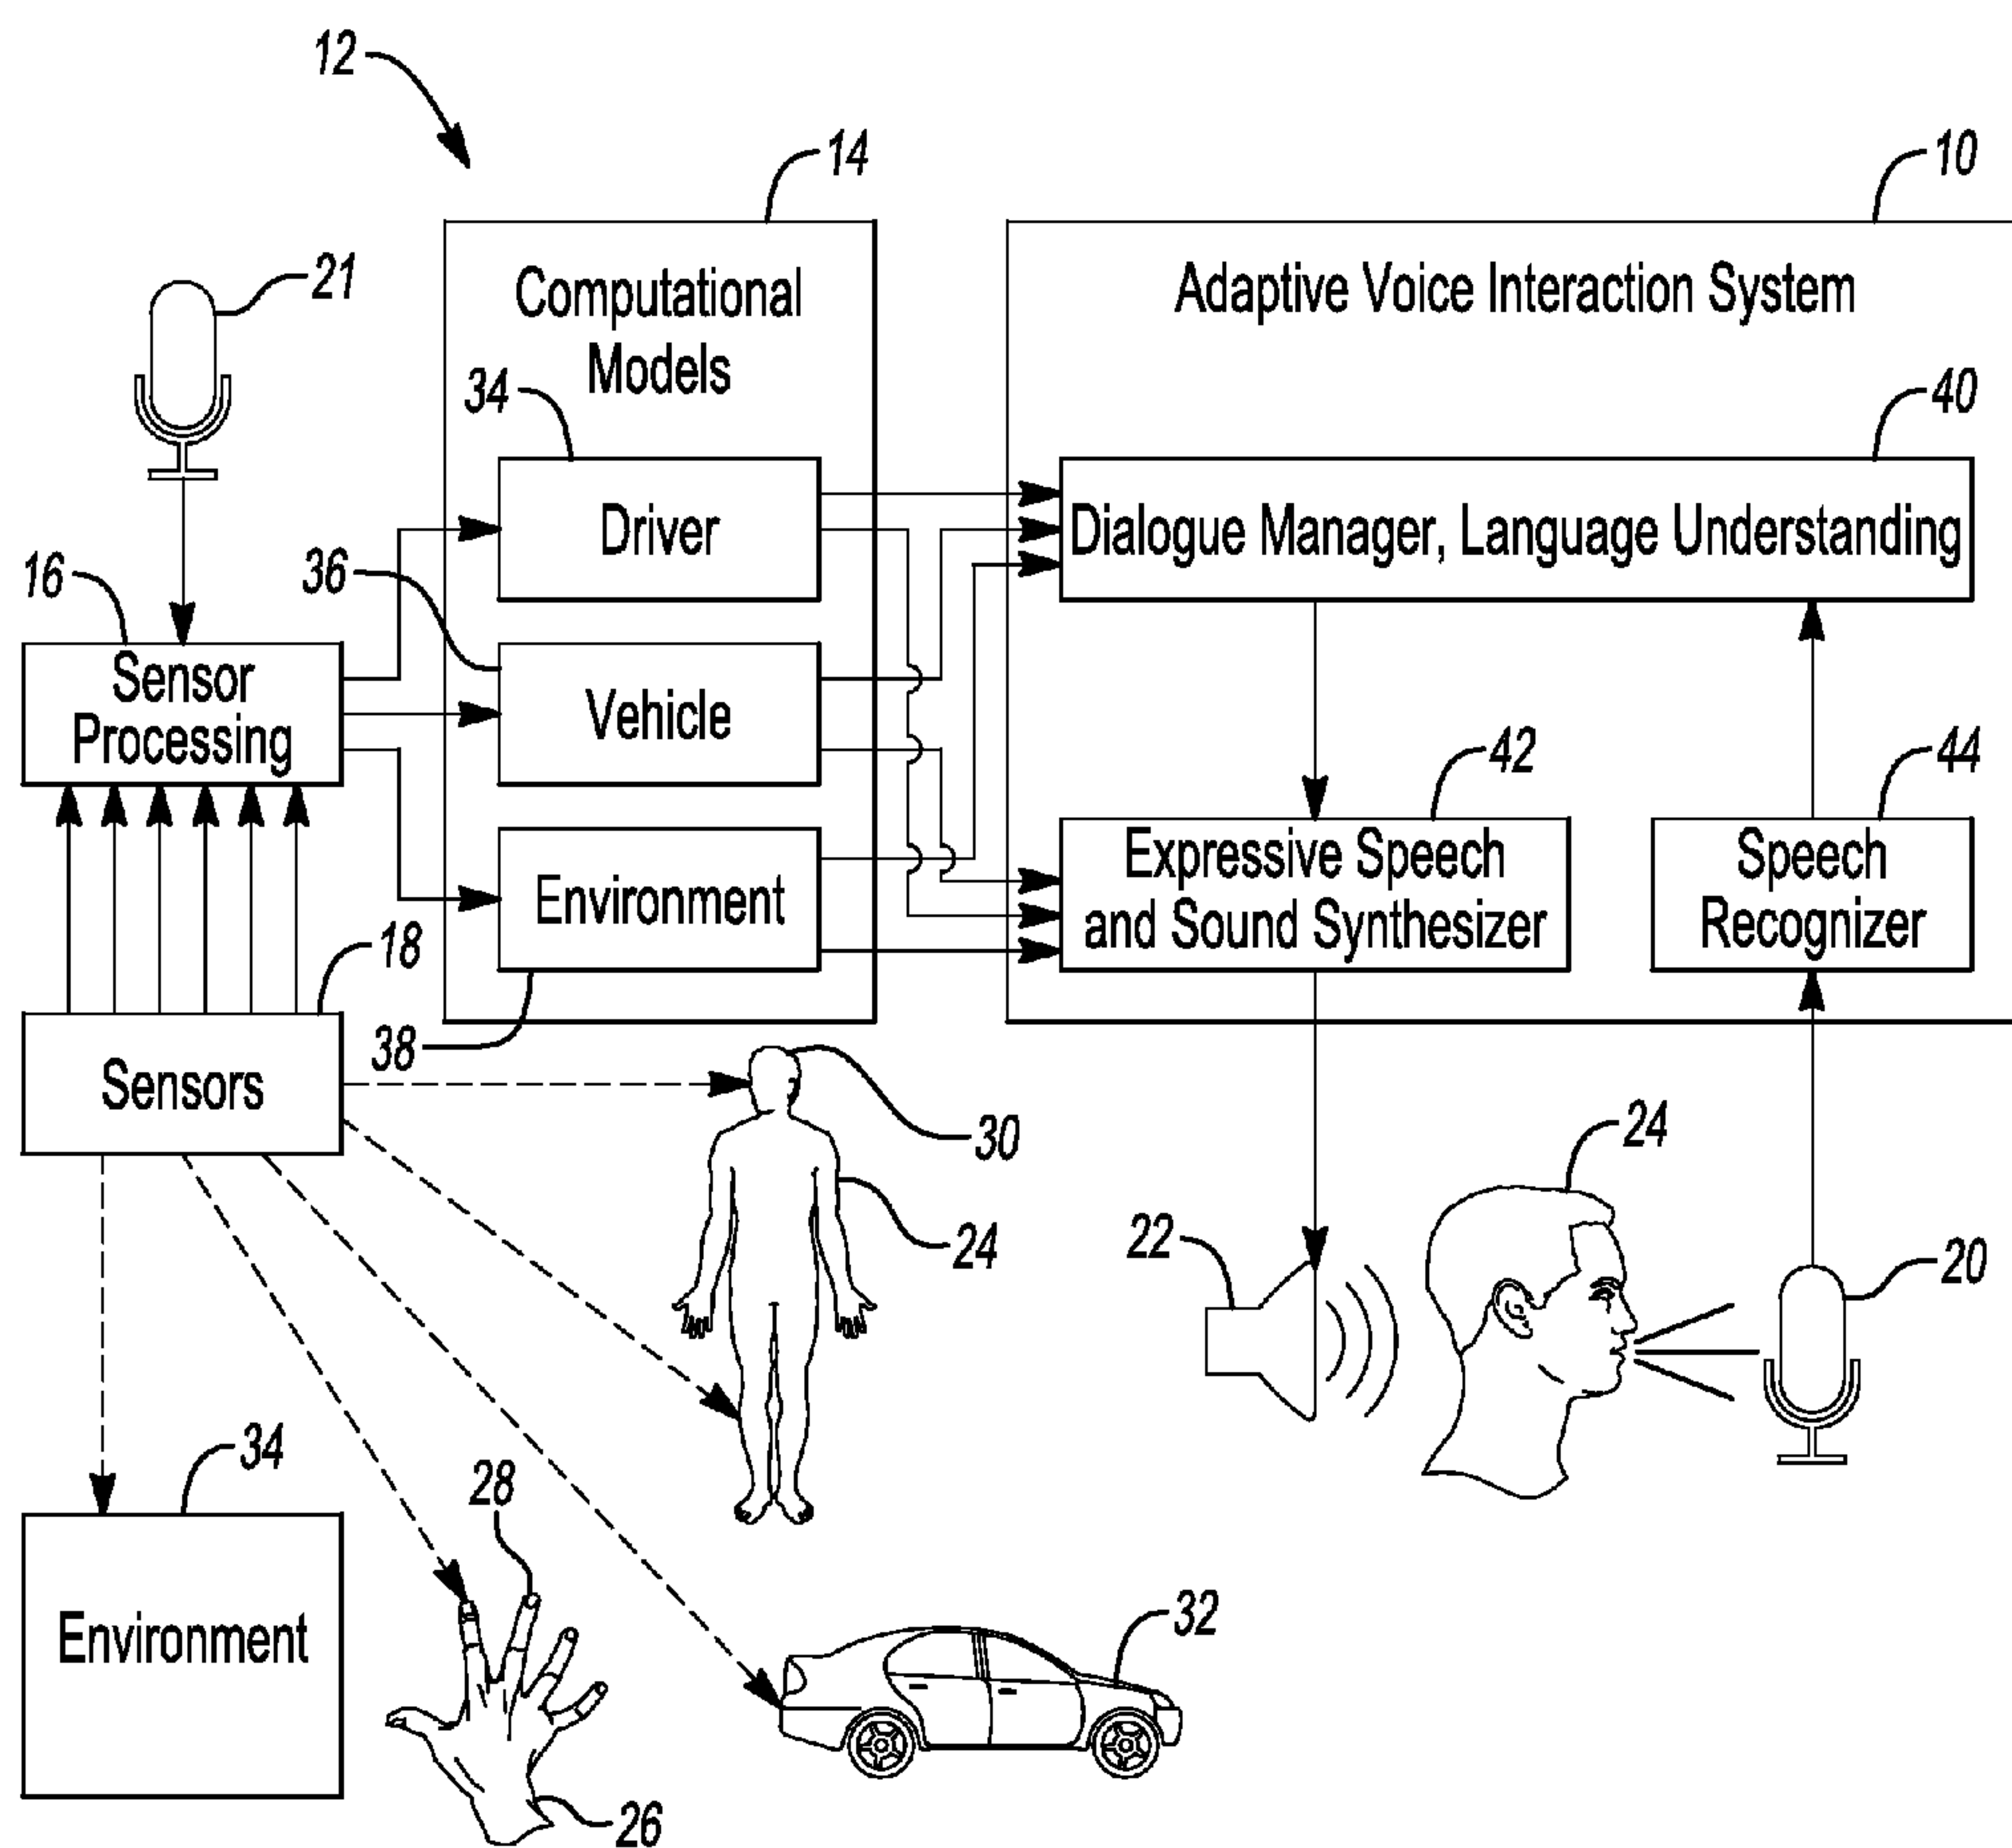 12
14
10
21
Computational
Models
Adaptive Voice Interaction System
34
40
Driver
Dialogue Manager, Language Understanding
16
36
Sensor
Processing
Vehicle
42
44
Expressive Speech
and Sound Synthesizer
Speech
Recognizer
Environment
18
38
Sensors
30
24
24
22
20
34
28
Environment
32
26